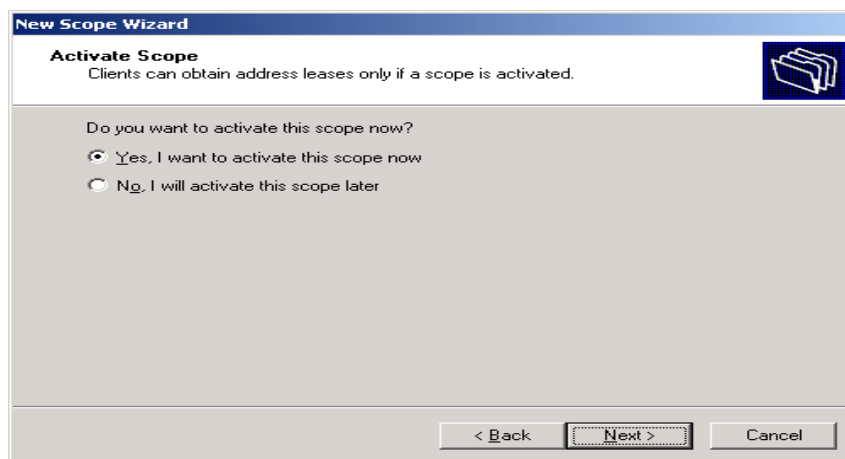 New Scope Wizard
Activate Scope
Clients can obtain address leases only if a scope is activated.
Do you want to activate this scope now?
Yes, I want to activate this scope now
No, I will activate this scope later
< Back
Next >
Cancel